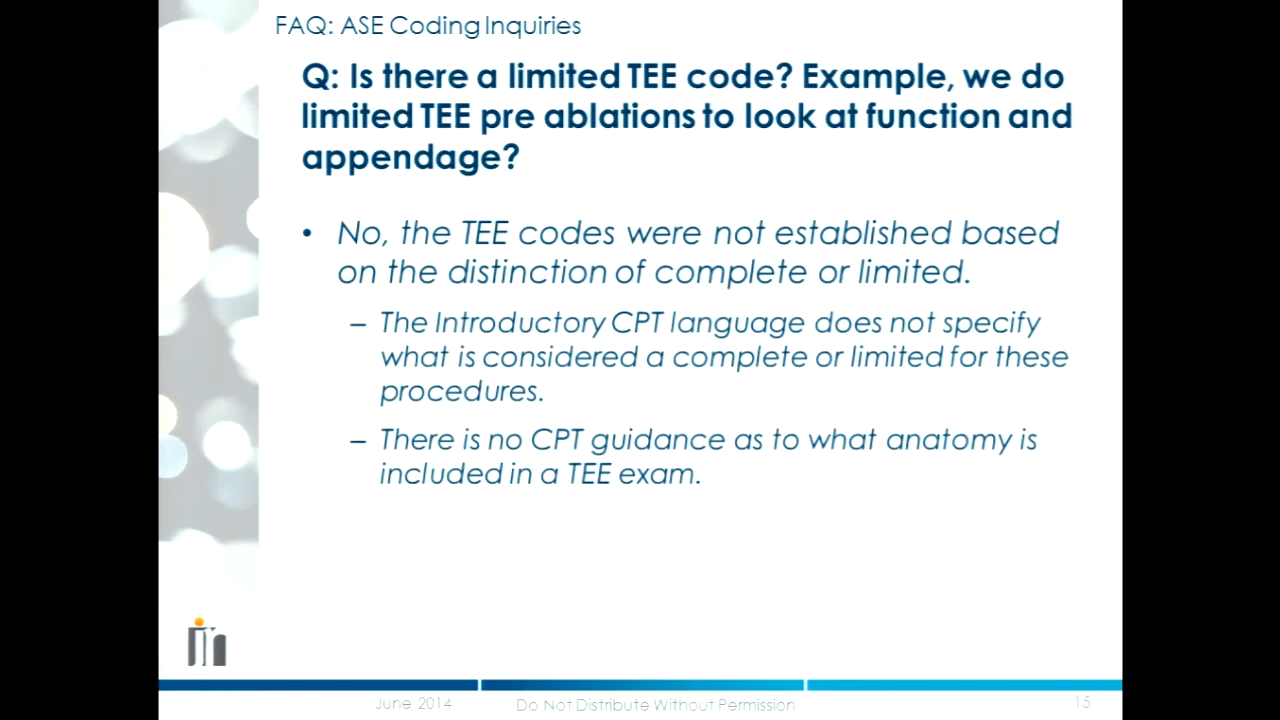 FAQ: ASE Coding Inquiries
Q: Is there a limited TEE code? Example, we do
limited TEE pre ablations to look at function and
appendage?
• No, the TEE codes were not established based
on the distinction of complete or limited.
– The Introductory CPT language does not specify
what is considered a complete or limited for these
procedures.
– There is no CPT guidance as to what anatomy is
included in a TEE exam.
June 2014 Do Not Distribute Without Permission 15